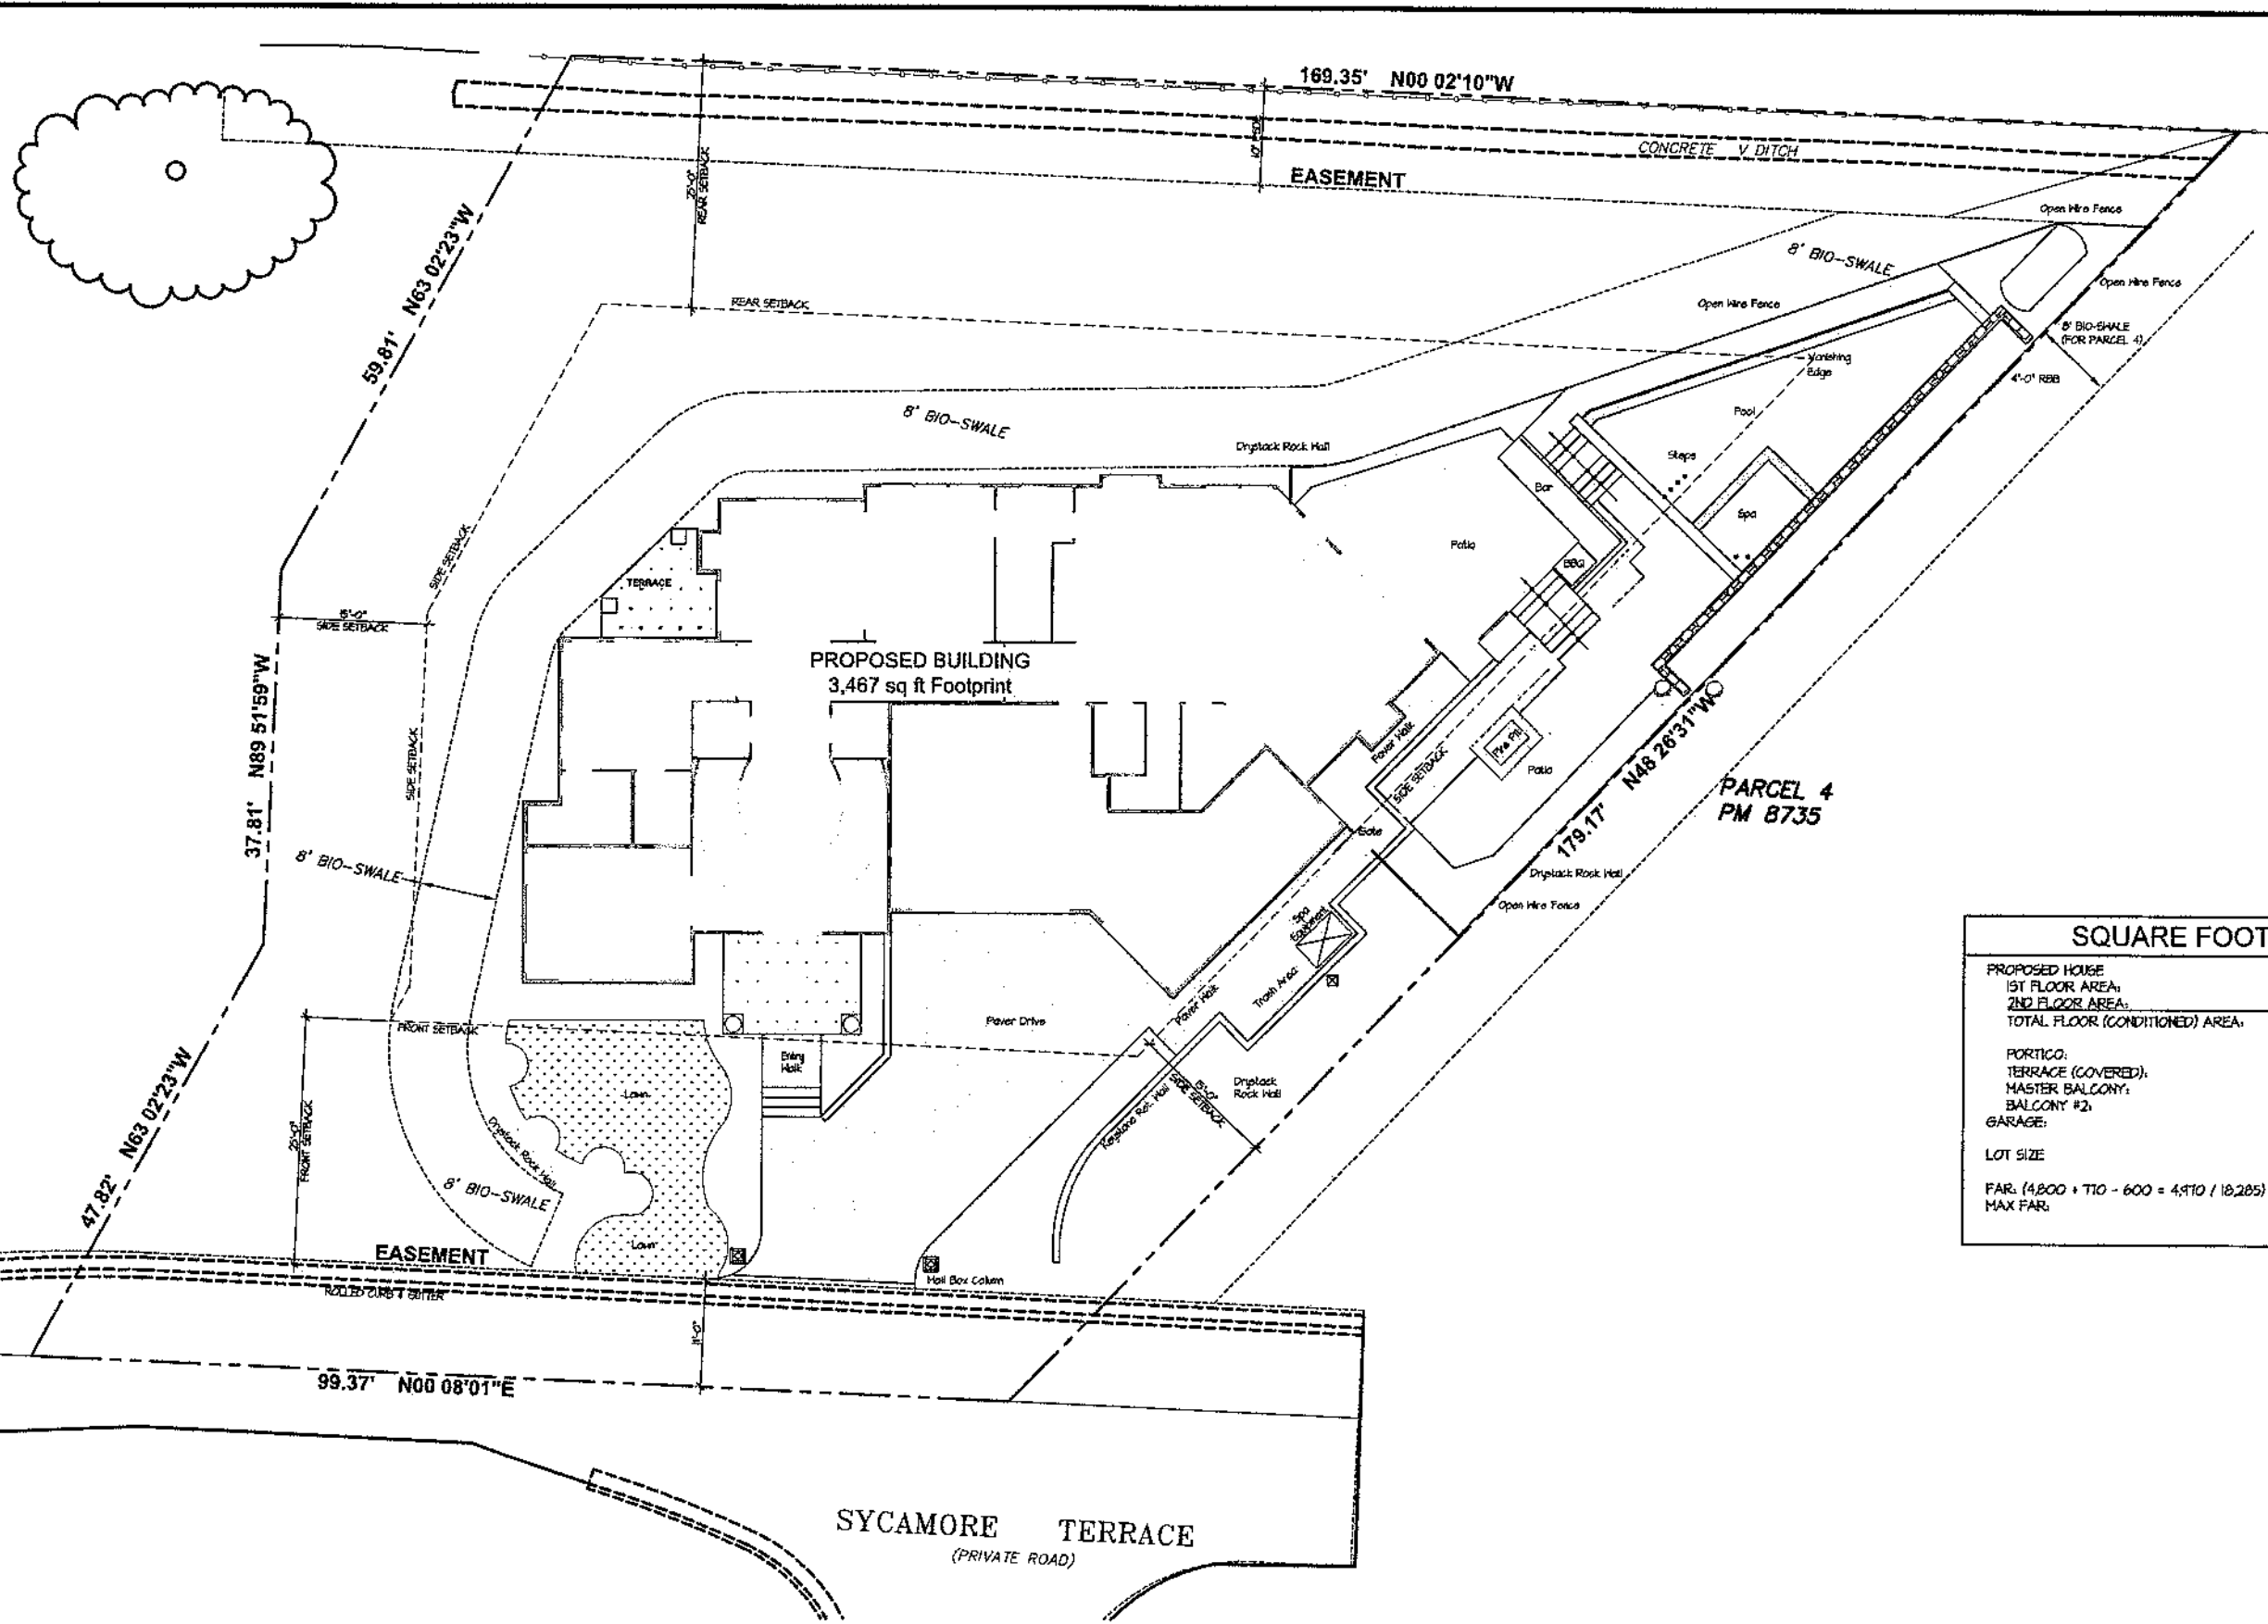 169.35' N00 02'10"W
CONCRETE V DITCH
EASEMENT
25'-0"
REAR SETBACK
Open Wire Fence
8' BIO-SWALE
Open Wire Fence
Open Wire Fence
59.81' N63 02'23"W
REAR SETBACK
8' BIO-SWALE
(FOR PARCEL 4)
Vanishing
Edge
4'-0" RBB
Pool
8' BIO-SWALE
Drystack Rock Wall
Steps
Bar
Spa
Patio
BBQ
SIDE SETBACK
TERRACE
15'-0"
SIDE SETBACK
PROPOSED BUILDING
3,467 sq ft Footprint
37.81' N89 51'59"W
SIDE SETBACK
Paver Walk
Fire Pit
SIDE SETBACK
Patio
N48 26'31"W
179.17'
PARCEL 4
PM 8735
Gate
8' BIO-SWALE
Drystack Rock Wall
Open Wire Fence
Spa
Equipment
Trash Area
Paver Walk
Paver Drive
FRONT SETBACK
Entry
Walk
15'-0"
SIDE SETBACK
Drystack
Rock Wall
Keystone Ret. Wall
Lawn
Drystack Rock Wall
25'-0"
FRONT SETBACK
47.82' N63 02'23"W
8' BIO-SWALE
Lawn
EASEMENT
Mail Box Column
ROLLED CURB & GUTTER
11'-0"
99.37' N00 08'01"E
SYCAMORE TERRACE
(PRIVATE ROAD)
SQUARE FOOT
PROPOSED HOUSE
1ST FLOOR AREA:
2ND FLOOR AREA:
TOTAL FLOOR (CONDITIONED) AREA:
PORTICO:
TERRACE (COVERED):
MASTER BALCONY:
BALCONY #2:
GARAGE:
LOT SIZE
FAR: (4,800 + 770 - 600 = 4,970 / 18,285)
MAX FAR: